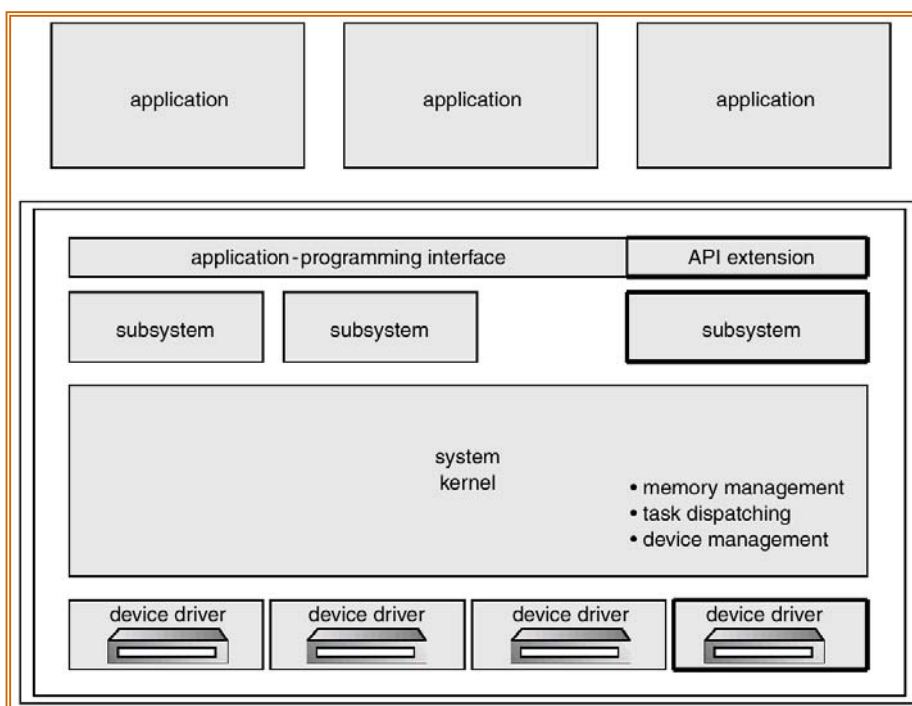 application
application
application
application-programming interface
API extension
subsystem
subsystem
subsystem
system
kernel
• memory management
• task dispatching
• device management
device driver
device driver
device driver
device driver